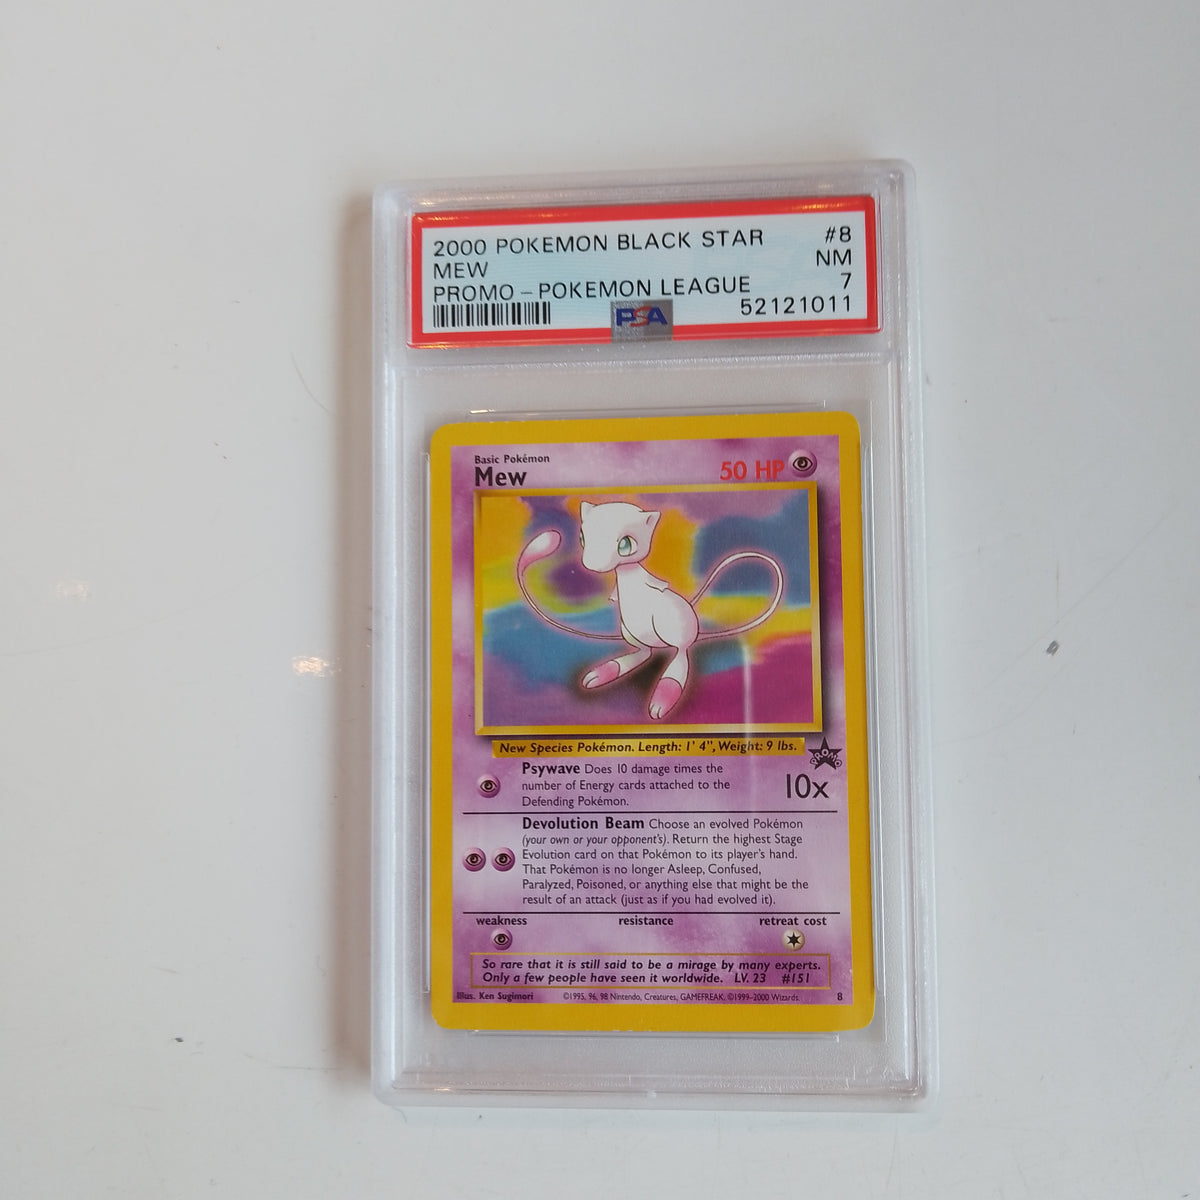 2000 POKEMON BLACK STAR #8
MEW NM
PROMO - POKEMON LEAGUE 7
PSA 52121011
Basic Pokémon
Mew 50 HP
New Species Pokémon. Length: 1' 4", Weight: 9 lbs.
PROMO
Psywave Does 10 damage times the
number of Energy cards attached to the
Defending Pokémon.
10x
Devolution Beam Choose an evolved Pokémon
(your own or your opponent's). Return the highest Stage
Evolution card on that Pokémon to its player's hand.
That Pokémon is no longer Asleep, Confused,
Paralyzed, Poisoned, or anything else that might be the
result of an attack (just as if you had evolved it).
weakness resistance retreat cost
So rare that it is still said to be a mirage by many experts.
Only a few people have seen it worldwide. LV. 23 #151
Illus. Ken Sugimori ©1995, 96, 98 Nintendo, Creatures, GAMEFREAK. ©1999-2000 Wizards. 8